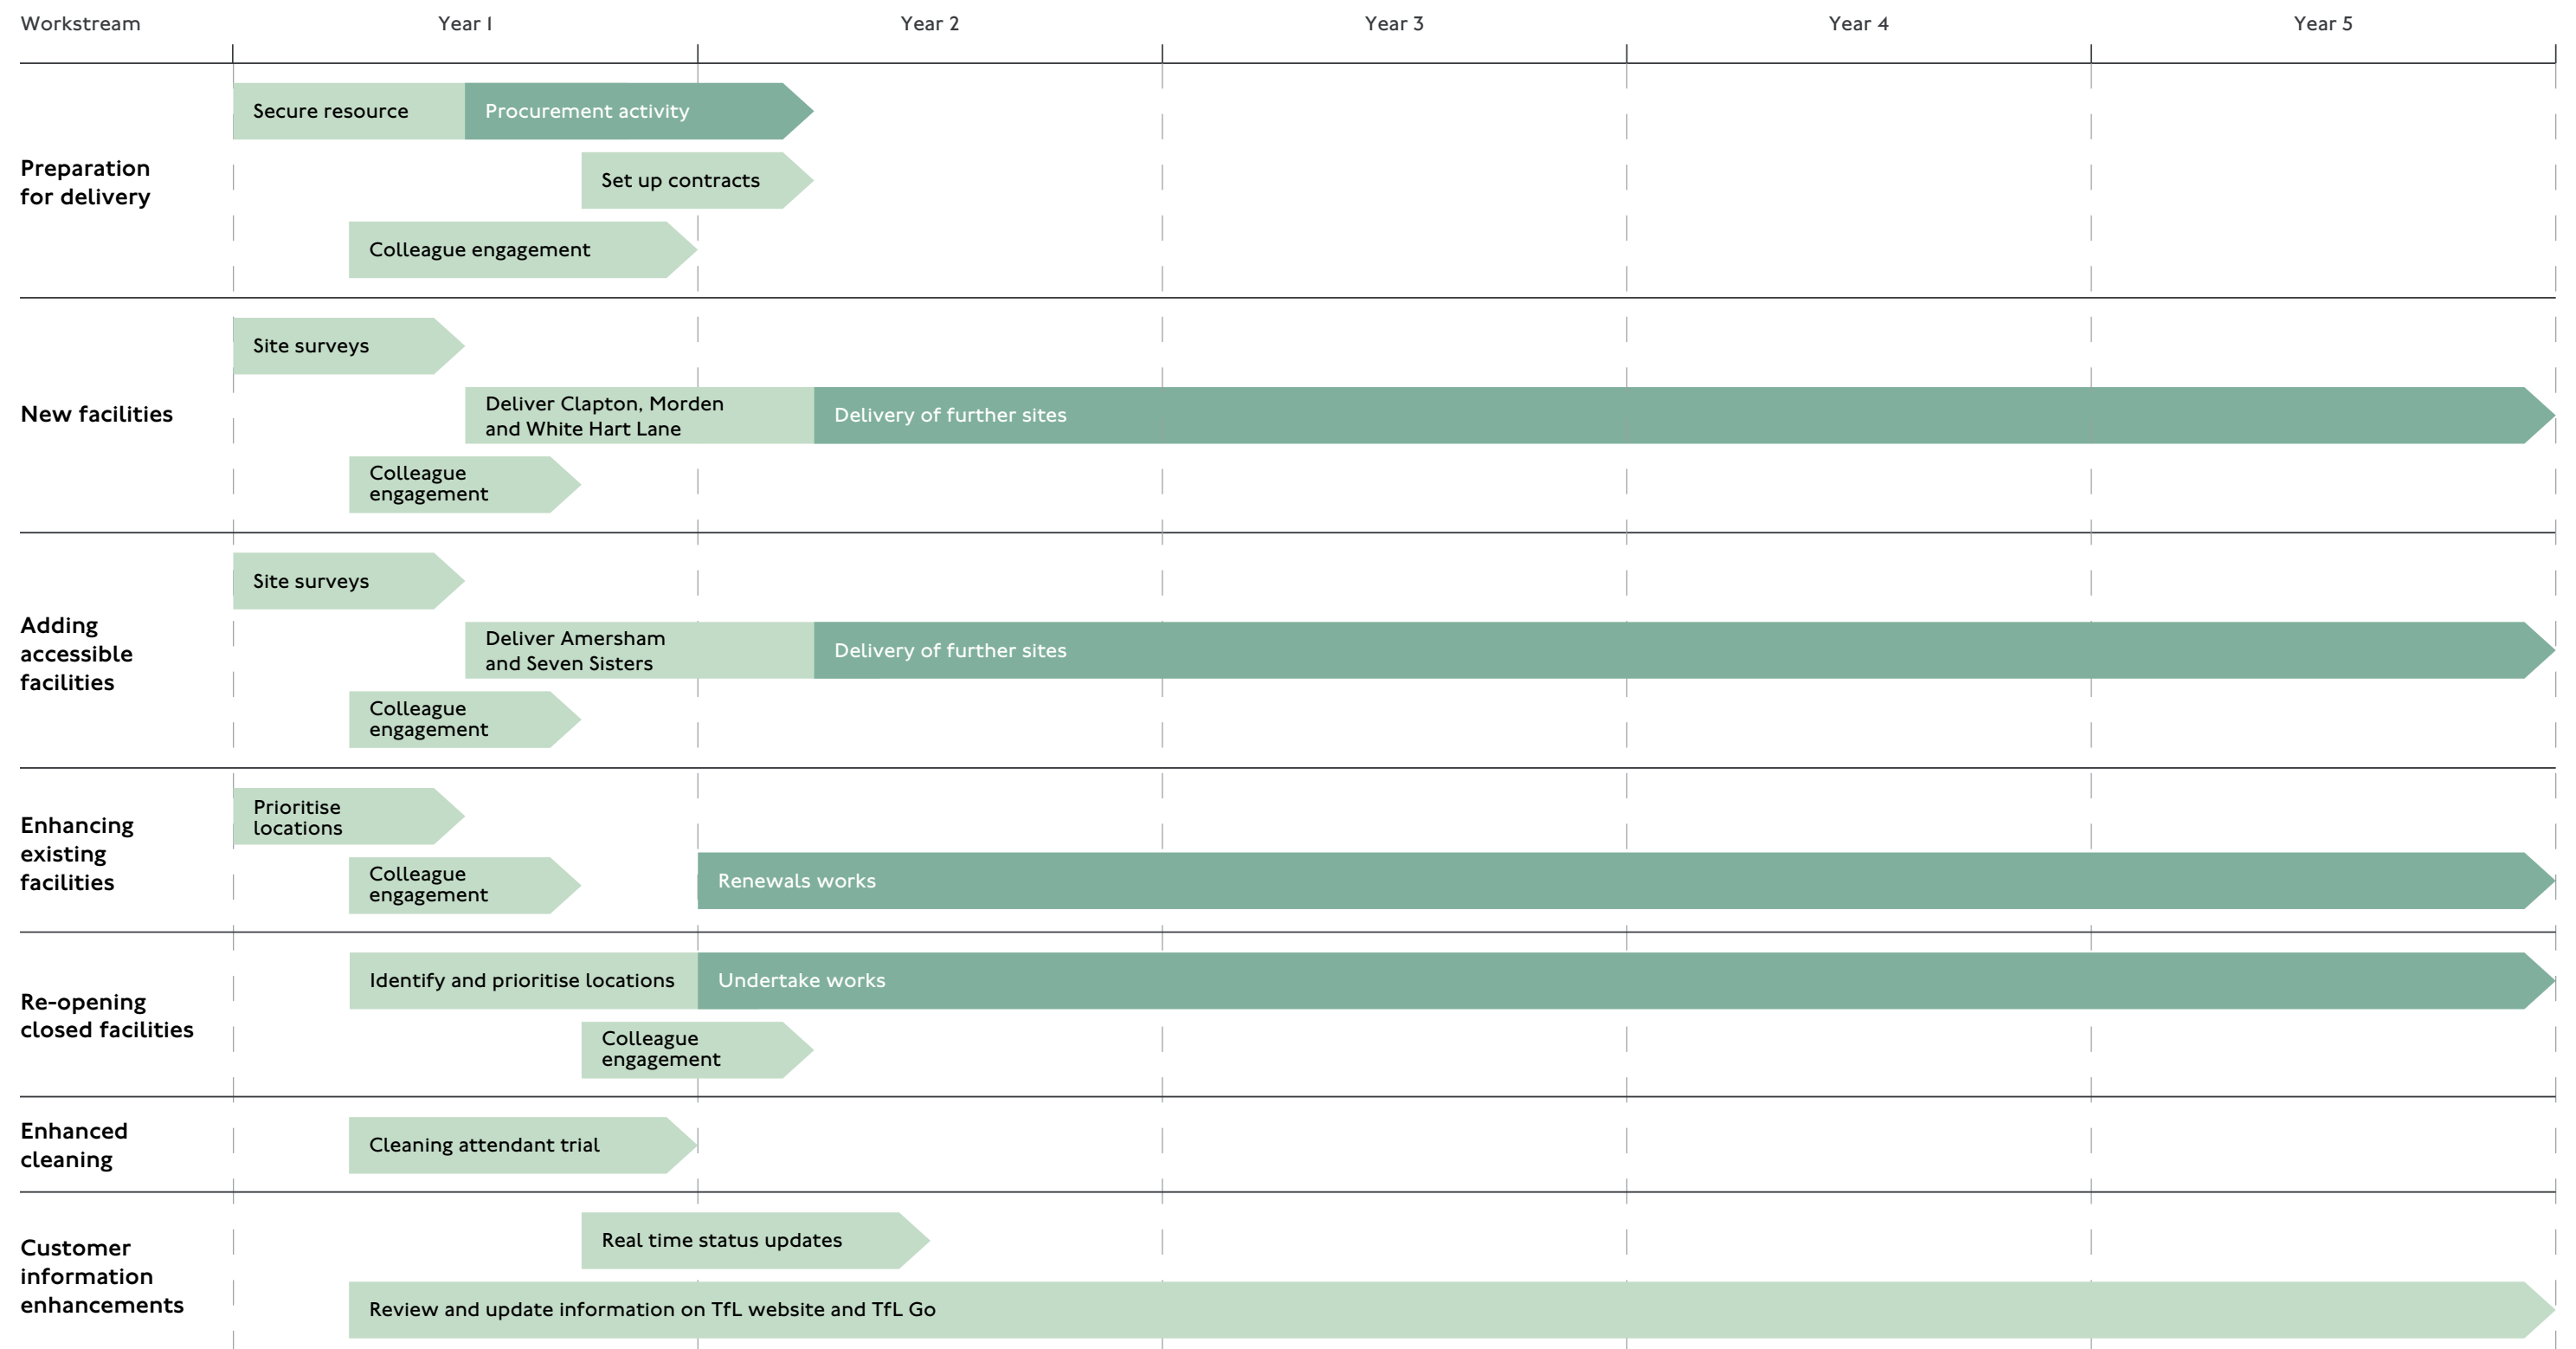 Workstream Year 1 Year 2 Year 3 Year 4 Year 5
Preparation
for delivery
Secure resource
Procurement activity
Set up contracts
Colleague engagement
New facilities
Site surveys
Deliver Clapton, Morden
and White Hart Lane
Delivery of further sites
Colleague
engagement
Adding
accessible
facilities
Site surveys
Deliver Amersham
and Seven Sisters
Delivery of further sites
Colleague
engagement
Enhancing
existing
facilities
Prioritise
locations
Colleague
engagement
Renewals works
Re-opening
closed facilities
Identify and prioritise locations
Undertake works
Colleague
engagement
Enhanced
cleaning
Cleaning attendant trial
Customer
information
enhancements
Real time status updates
Review and update information on TfL website and TfL Go